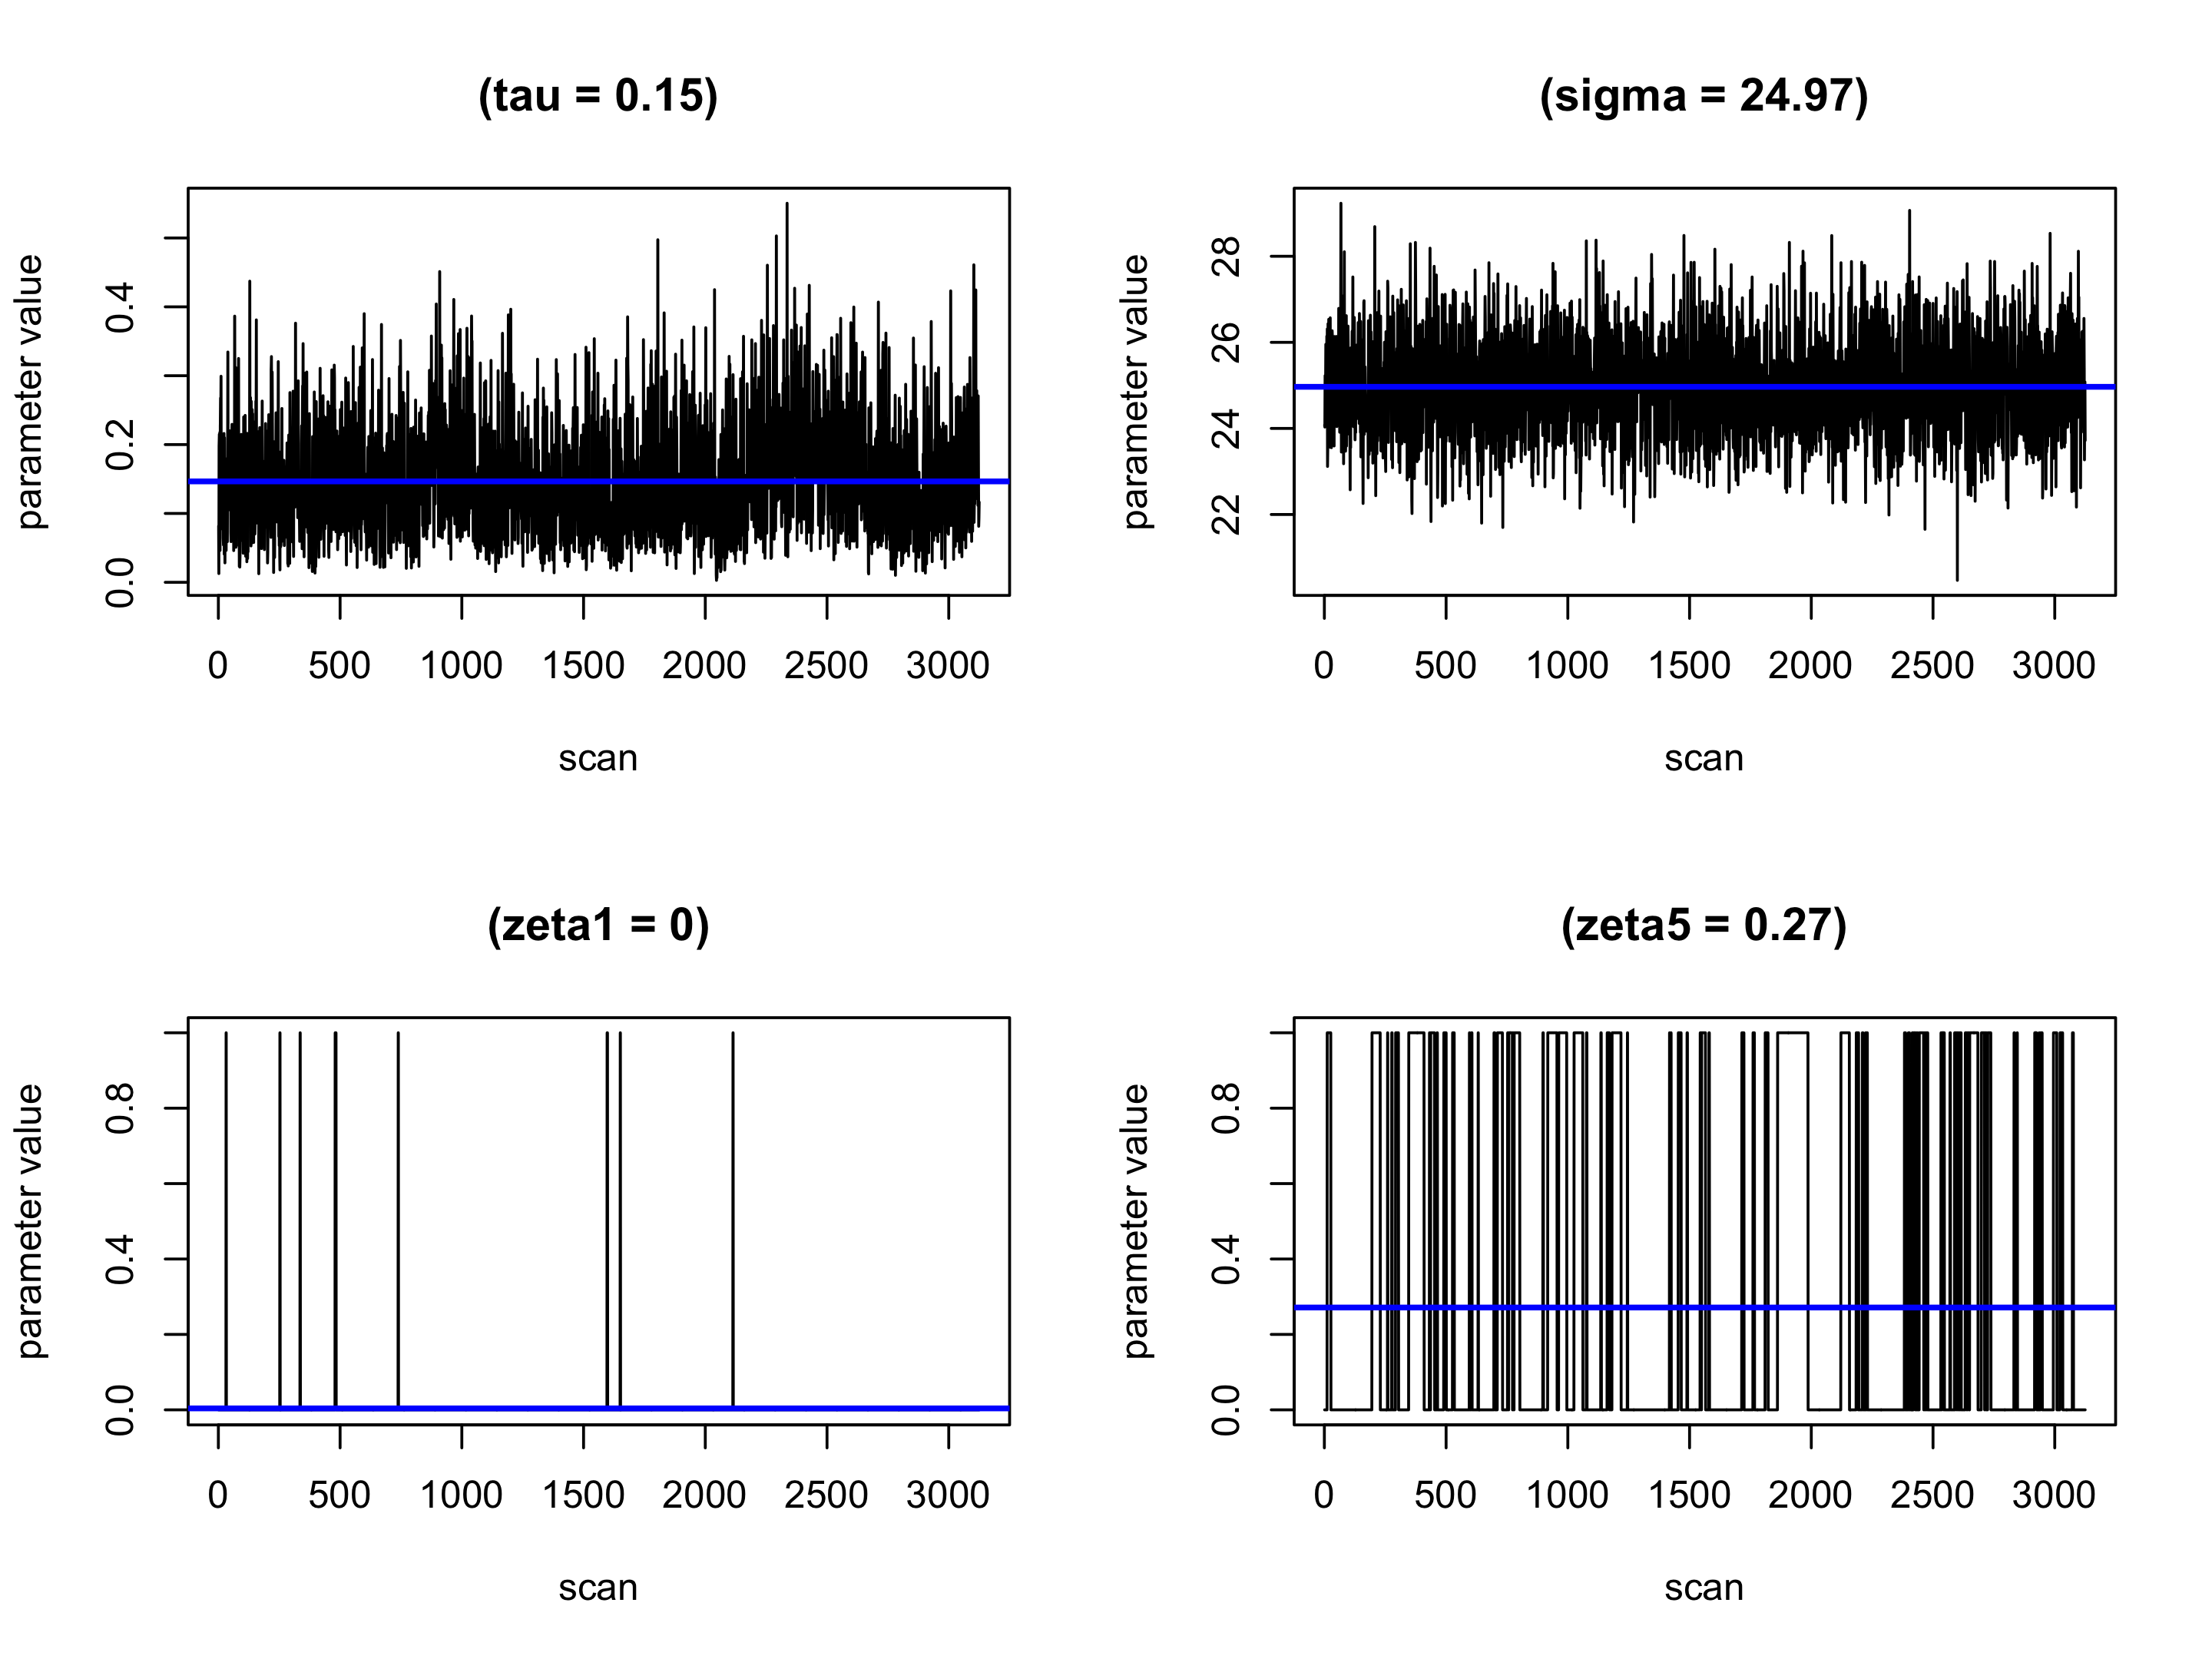 (tau = 0.15)
parameter value
0.0 0.2 0.4
0 500 1000 1500 2000 2500 3000
scan
(sigma = 24.97)
parameter value
22 24 26 28
0 500 1000 1500 2000 2500 3000
scan
(zeta1 = 0)
parameter value
0.0 0.4 0.8
0 500 1000 1500 2000 2500 3000
scan
(zeta5 = 0.27)
parameter value
0.0 0.4 0.8
0 500 1000 1500 2000 2500 3000
scan